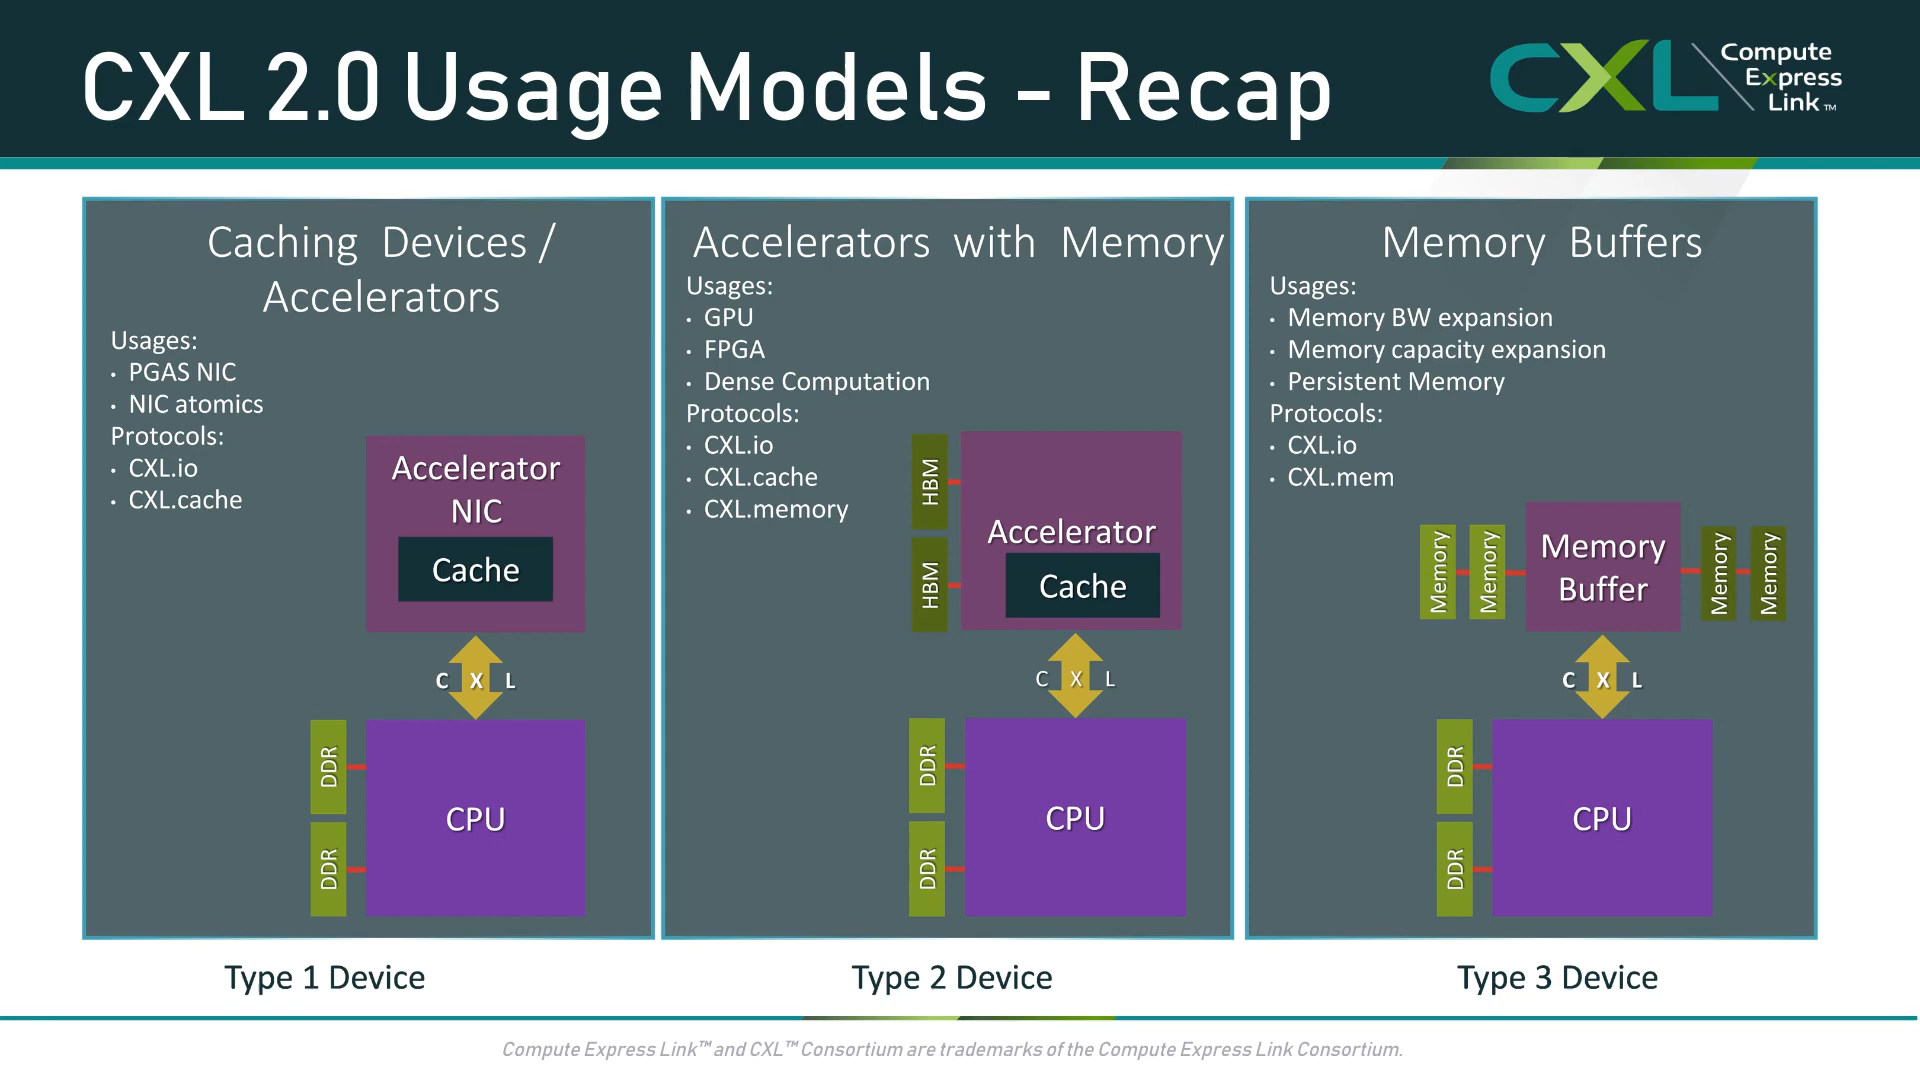 CXL 2.0 Usage Models - Recap
CXL
Compute
Express
Link™
Caching Devices /
Accelerators
Usages:
• PGAS NIC
• NIC atomics
Protocols:
• CXL.io
• CXL.cache
Accelerator
NIC
Cache
C X L
DDR
DDR
CPU
Type 1 Device
Accelerators with Memory
Usages:
• GPU
• FPGA
• Dense Computation
Protocols:
• CXL.io
• CXL.cache
• CXL.memory
HBM
HBM
Accelerator
Cache
C X L
DDR
DDR
CPU
Type 2 Device
Memory Buffers
Usages:
• Memory BW expansion
• Memory capacity expansion
• Persistent Memory
Protocols:
• CXL.io
• CXL.mem
Memory
Memory
Memory
Buffer
Memory
Memory
C X L
DDR
DDR
CPU
Type 3 Device
Compute Express Link™ and CXL™ Consortium are trademarks of the Compute Express Link Consortium.